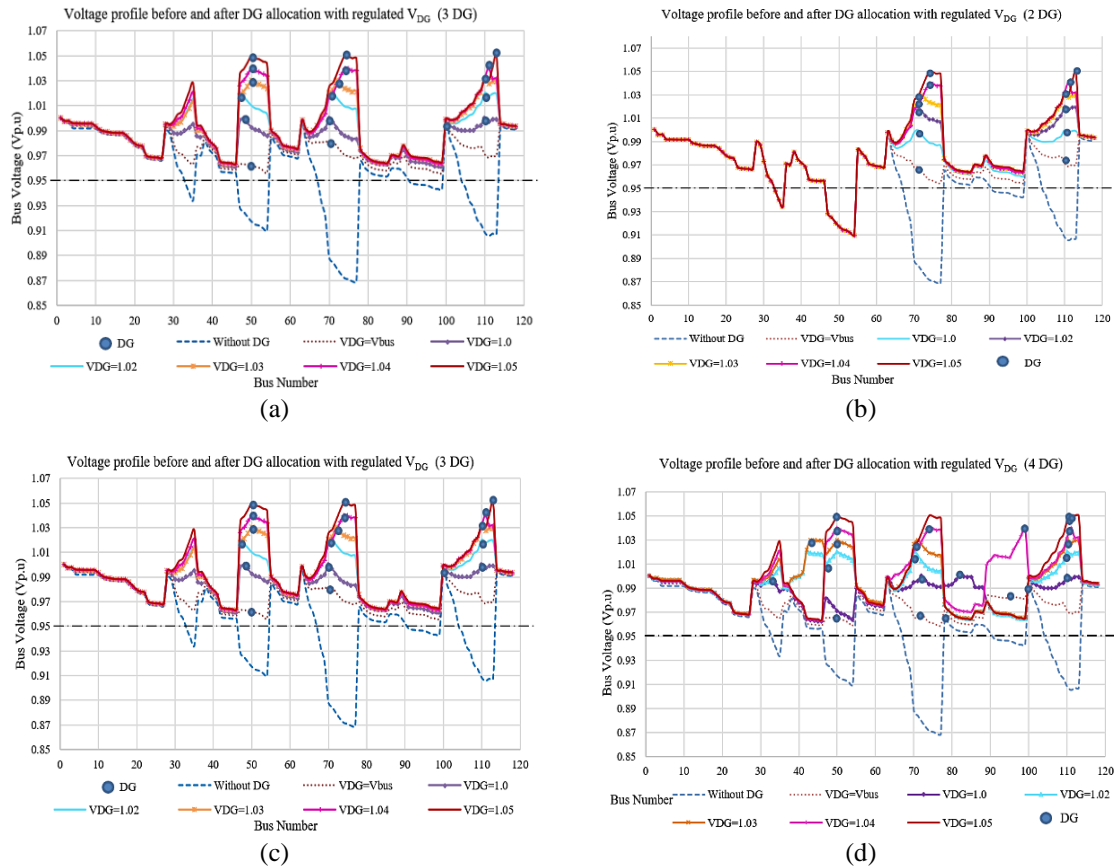 Voltage profile before and after DG allocation with regulated VDG (3 DG)
Bus Voltage (Vp.u)
1.07
1.05
1.03
1.01
0.99
0.97
0.95
0.93
0.91
0.89
0.87
0.85
0 10 20 30 40 50 60 70 80 90 100 110 120
DG Without DG VDG=Vbus VDG=1.0
VDG=1.02 VDG=1.03 VDG=1.04 VDG=1.05
Bus Number
(a)
Voltage profile before and after DG allocation with regulated VDG (2 DG)
Bus Voltage (Vp.u)
1.07
1.05
1.03
1.01
0.99
0.97
0.95
0.93
0.91
0.89
0.87
0.85
0 10 20 30 40 50 60 70 80 90 100 110 120
Without DG VDG=Vbus VDG=1.0 VDG=1.02
VDG=1.03 VDG=1.04 VDG=1.05 DG
Bus Number
(b)
Voltage profile before and after DG allocation with regulated VDG (3 DG)
Bus Voltage (Vp.u)
1.07
1.05
1.03
1.01
0.99
0.97
0.95
0.93
0.91
0.89
0.87
0.85
0 10 20 30 40 50 60 70 80 90 100 110 120
DG Without DG VDG=Vbus VDG=1.0
VDG=1.02 VDG=1.03 VDG=1.04 VDG=1.05
Bus Number
(c)
Voltage profile before and after DG allocation with regulated VDG (4 DG)
Bus Voltage (Vp.u)
1.07
1.05
1.03
1.01
0.99
0.97
0.95
0.93
0.91
0.89
0.87
0.85
0 10 20 30 40 50 60 70 80 90 100 110 120
Bus Number Without DG VDG=Vbus VDG=1.0 VDG=1.02
VDG=1.03 VDG=1.04 VDG=1.05 DG
(d)